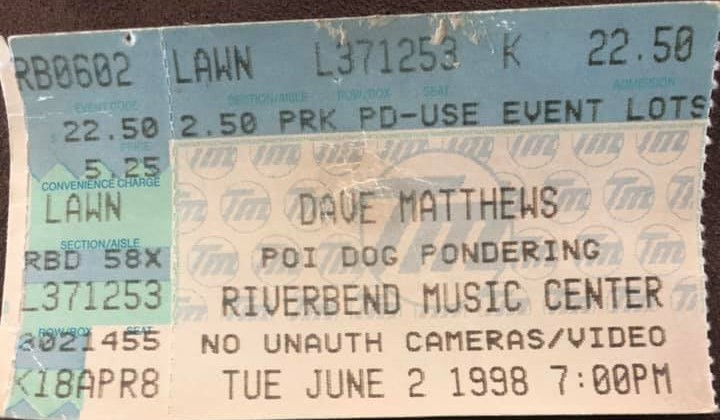 RB0602 LAWN L371253 K 22.50
EVENT CODE SECTION/AISLE ROW/BOX SEAT ADMISSION
22.50 2.50 PRK PD-USE EVENT LOTS
PRICE
5.25
CONVENIENCE CHARGE
LAWN DAVE MATTHEWS
SECTION/AISLE
RBD 58X POI DOG PONDERING
L371253 RIVERBEND MUSIC CENTER
ROW/BOX SEAT
3021455 NO UNAUTH CAMERAS/VIDEO
K18APR8 TUE JUNE 2 1998 7:00PM